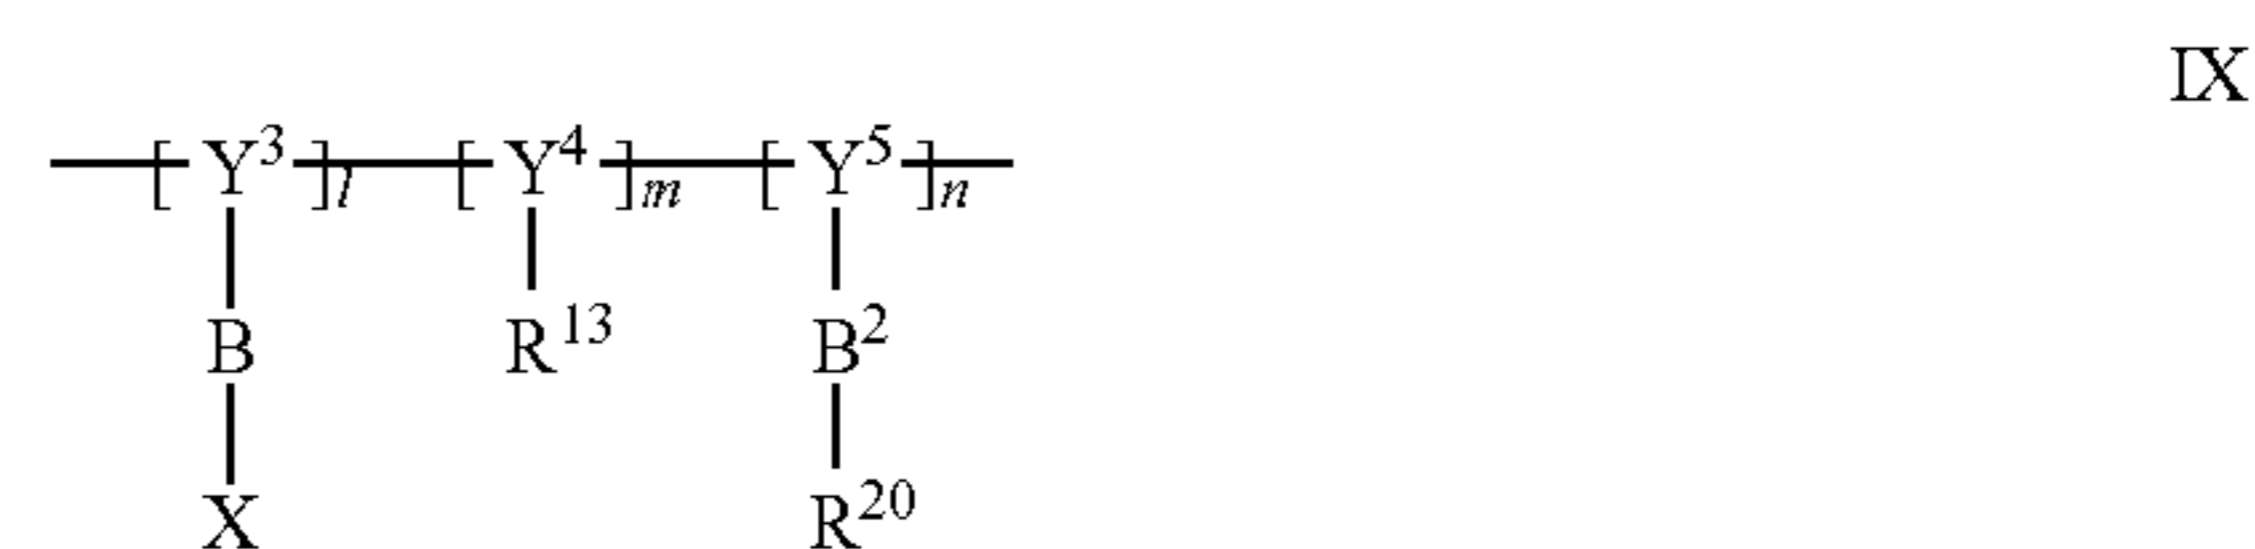 IX
[ Y³ ]l [ Y⁴ ]m [ Y⁵ ]n
B R¹³ B²
X R²⁰